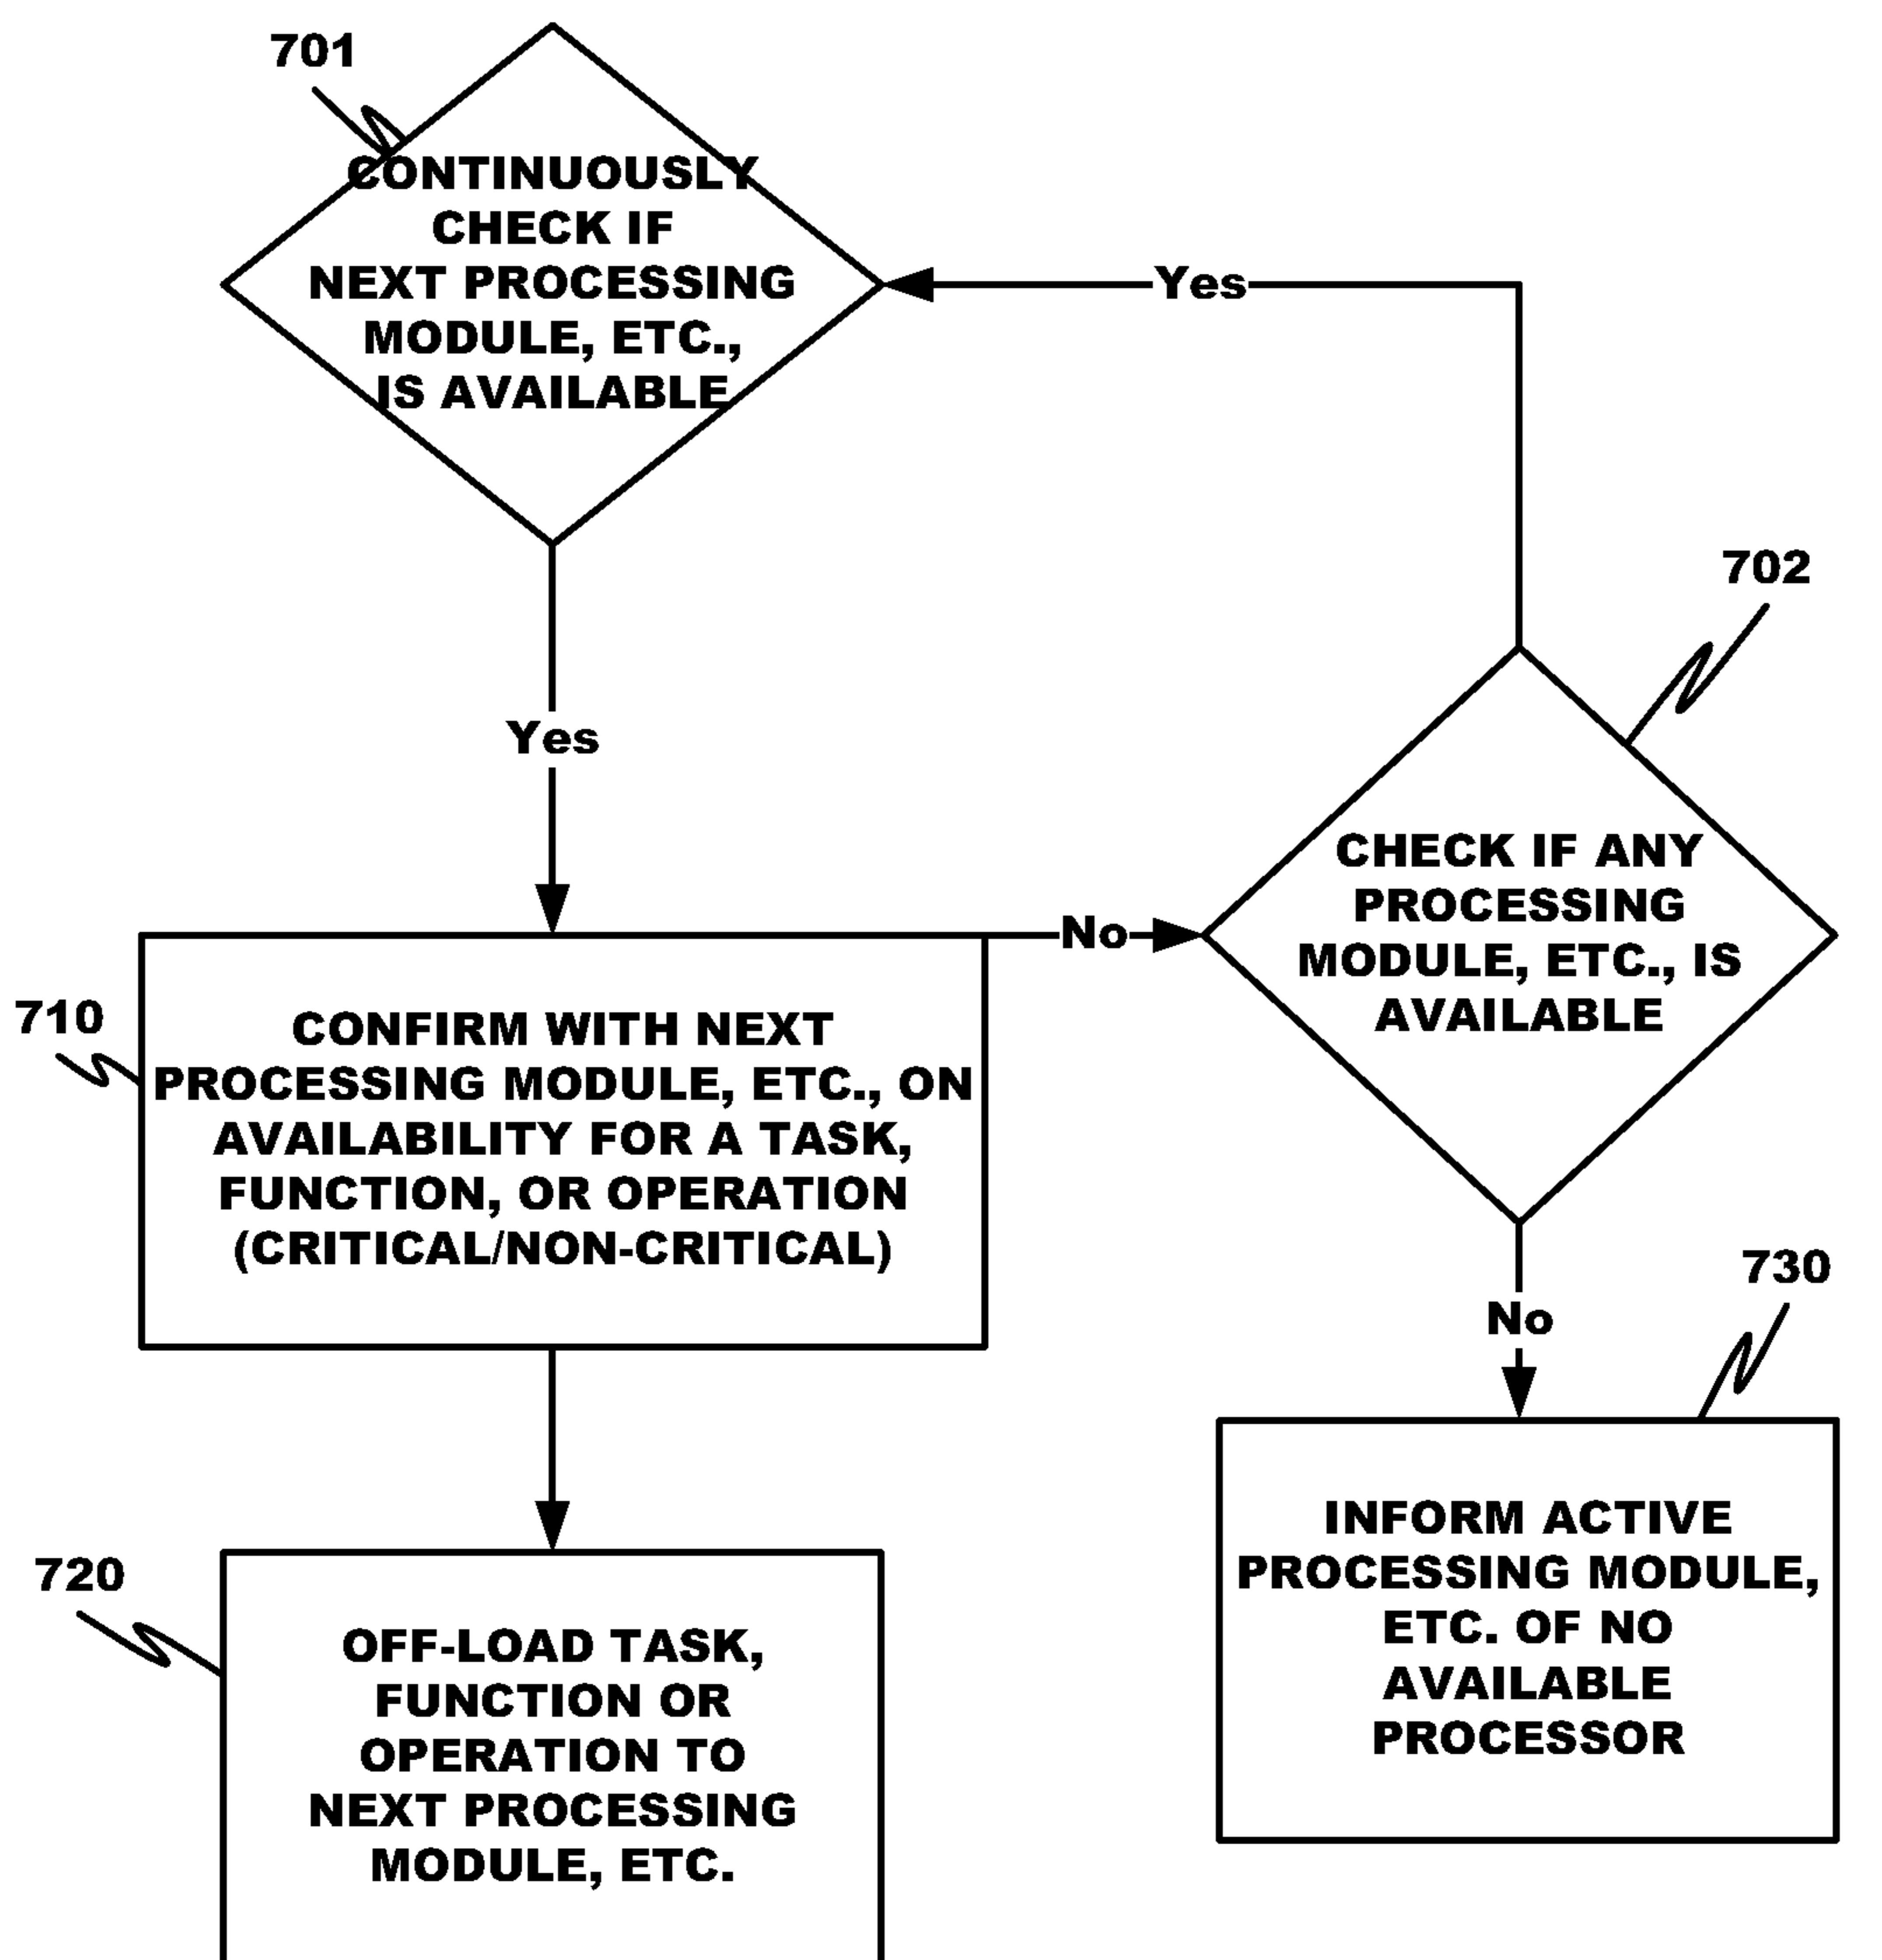 701
CONTINUOUSLY
CHECK IF
NEXT PROCESSING
MODULE, ETC.,
IS AVAILABLE
Yes
702
Yes
CHECK IF ANY
PROCESSING
MODULE, ETC., IS
AVAILABLE
No
710
CONFIRM WITH NEXT
PROCESSING MODULE, ETC., ON
AVAILABILITY FOR A TASK,
FUNCTION, OR OPERATION
(CRITICAL/NON-CRITICAL)
730
No
INFORM ACTIVE
PROCESSING MODULE,
ETC. OF NO
AVAILABLE
PROCESSOR
720
OFF-LOAD TASK,
FUNCTION OR
OPERATION TO
NEXT PROCESSING
MODULE, ETC.